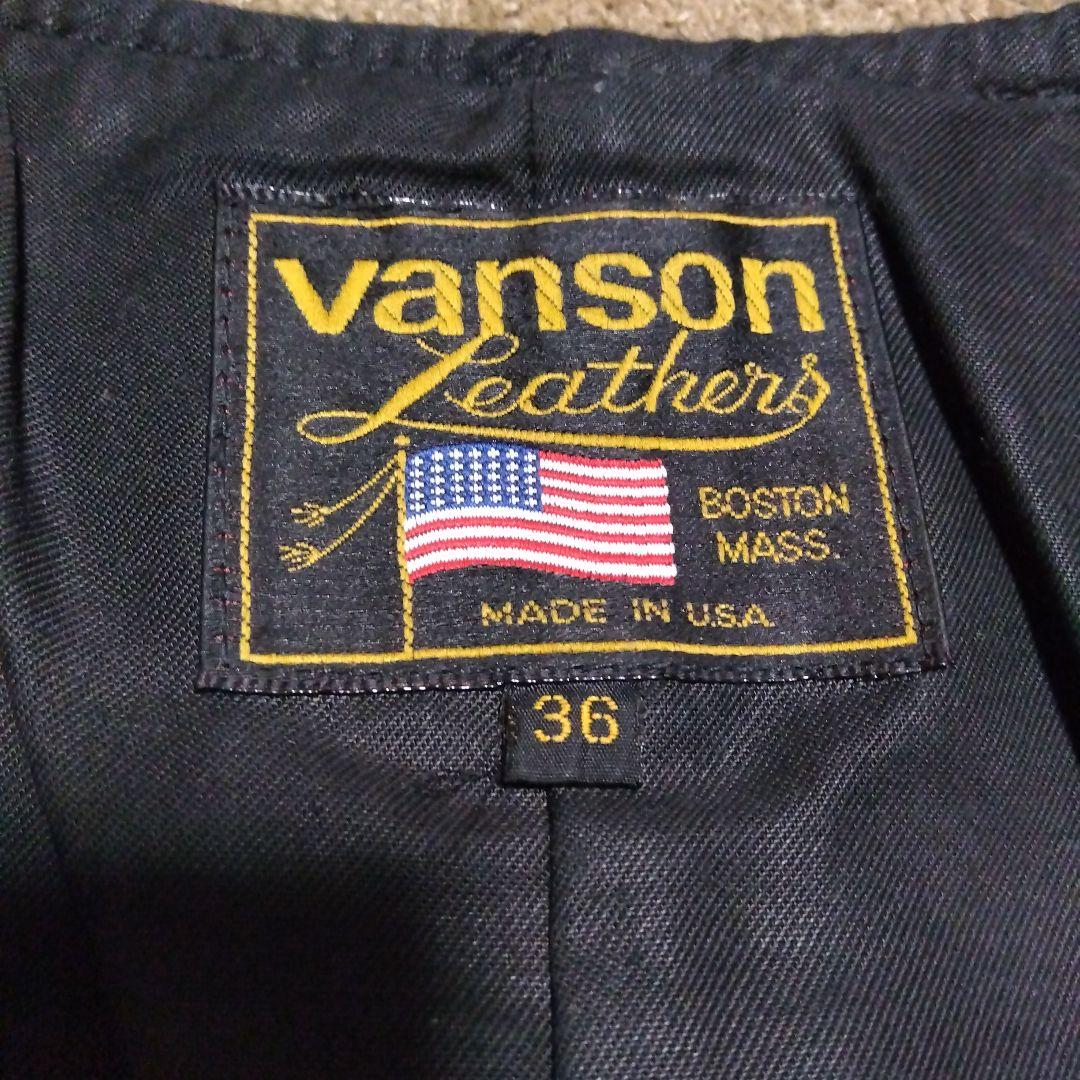 vanson
Leathers
BOSTON
MASS.
MADE IN U.S.A.
36